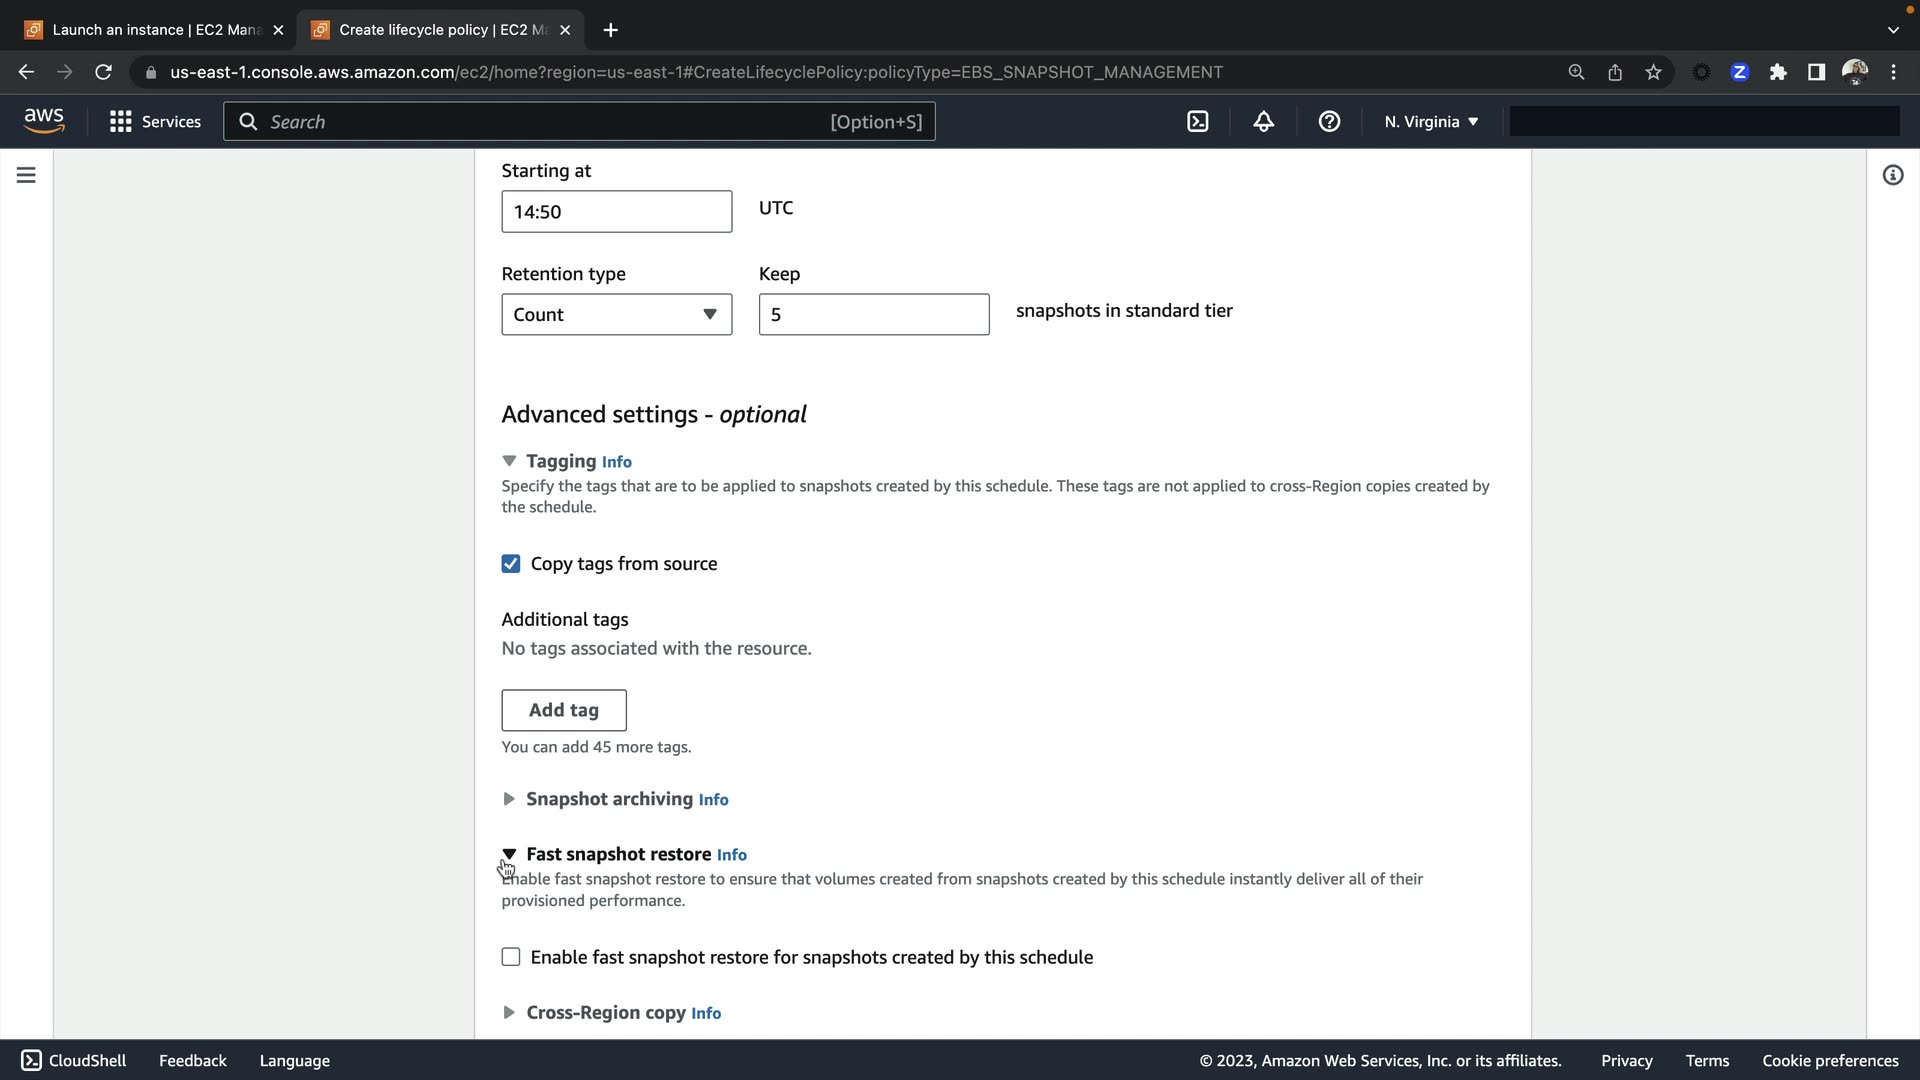 Launch an instance | EC2 Mana
Create lifecycle policy | EC2 Ma
us-east-1.console.aws.amazon.com/ec2/home?region=us-east-1#CreateLifecyclePolicy:policyType=EBS_SNAPSHOT_MANAGEMENT
Z
aws
Services
Search
[Option+S]
N. Virginia
Starting at
14:50
UTC
Retention type
Keep
Count
5
snapshots in standard tier
Advanced settings - optional
Tagging Info
Specify the tags that are to be applied to snapshots created by this schedule. These tags are not applied to cross-Region copies created by
the schedule.
Copy tags from source
Additional tags
No tags associated with the resource.
Add tag
You can add 45 more tags.
Snapshot archiving Info
Fast snapshot restore Info
Enable fast snapshot restore to ensure that volumes created from snapshots created by this schedule instantly deliver all of their
provisioned performance.
Enable fast snapshot restore for snapshots created by this schedule
Cross-Region copy Info
CloudShell
Feedback
Language
© 2023, Amazon Web Services, Inc. or its affiliates.
Privacy
Terms
Cookie preferences